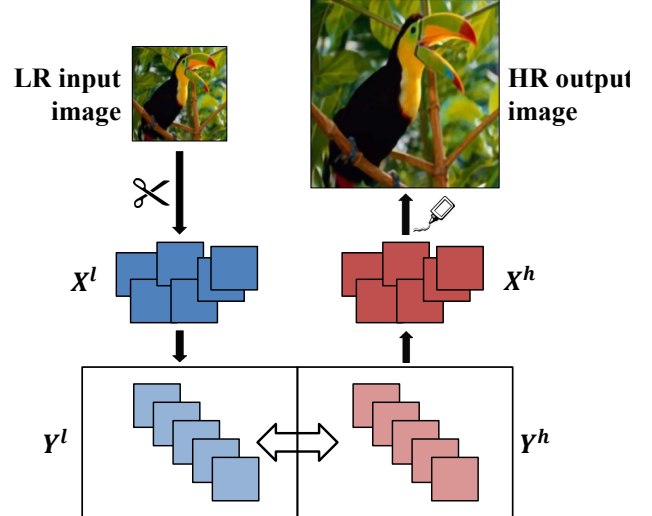 LR input
image
HR output
image
X^l
X^h
Y^l
Y^h